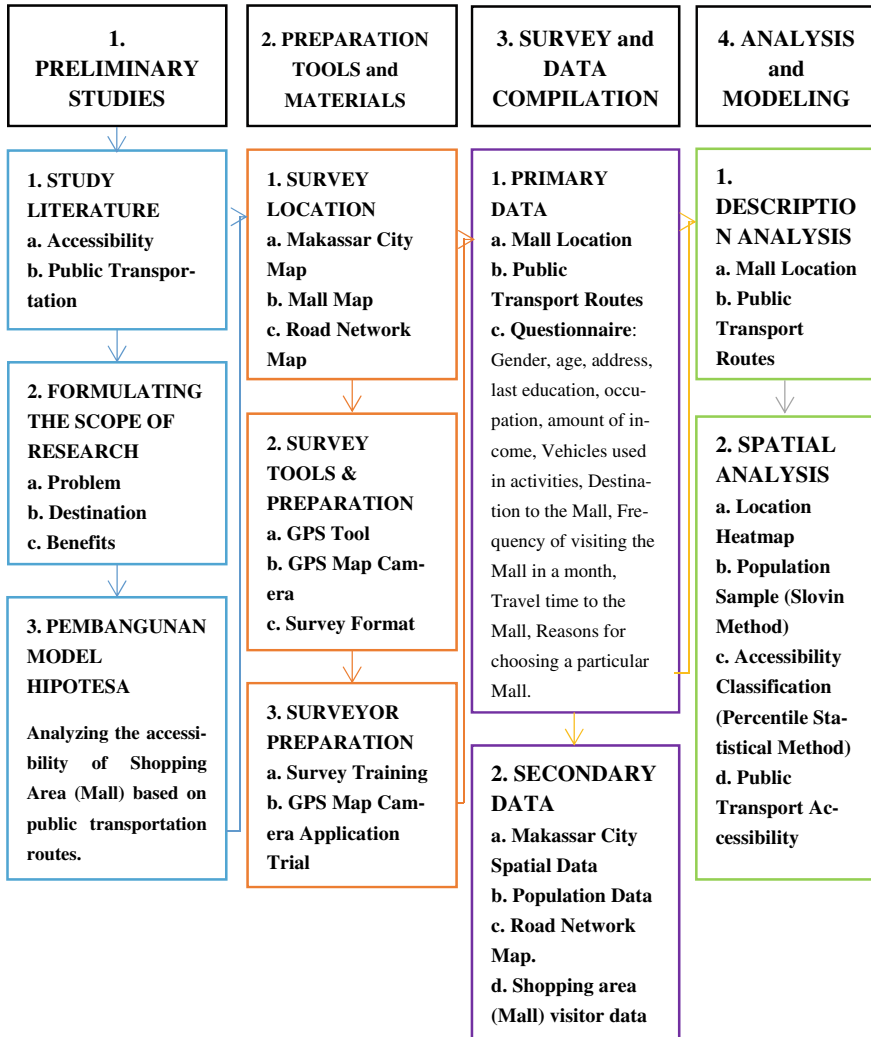 1.
PRELIMINARY
STUDIES
1. STUDY
LITERATURE
a. Accessibility
b. Public Transpor-
tation
2. FORMULATING
THE SCOPE OF
RESEARCH
a. Problem
b. Destination
c. Benefits
3. PEMBANGUNAN
MODEL
HIPOTESA
Analyzing the accessi-
bility of Shopping
Area (Mall) based on
public transportation
routes.
2. PREPARATION
TOOLS and
MATERIALS
1. SURVEY
LOCATION
a. Makassar City
Map
b. Mall Map
c. Road Network
Map
2. SURVEY
TOOLS &
PREPARATION
a. GPS Tool
b. GPS Map Cam-
era
c. Survey Format
3. SURVEYOR
PREPARATION
a. Survey Training
b. GPS Map Cam-
era Application
Trial
3. SURVEY and
DATA
COMPILATION
1. PRIMARY
DATA
a. Mall Location
b. Public
Transport Routes
c. Questionnaire:
Gender, age, address,
last education, occu-
pation, amount of in-
come, Vehicles used
in activities, Destina-
tion to the Mall, Fre-
quency of visiting the
Mall in a month,
Travel time to the
Mall, Reasons for
choosing a particular
Mall.
2. SECONDARY
DATA
a. Makassar City
Spatial Data
b. Population Data
c. Road Network
Map.
d. Shopping area
(Mall) visitor data
4. ANALYSIS
and
MODELING
1.
DESCRIPTIO
N ANALYSIS
a. Mall Location
b. Public
Transport
Routes
2. SPATIAL
ANALYSIS
a. Location
Heatmap
b. Population
Sample (Slovin
Method)
c. Accessibility
Classification
(Percentile Sta-
tistical Method)
d. Public
Transport Ac-
cessibility